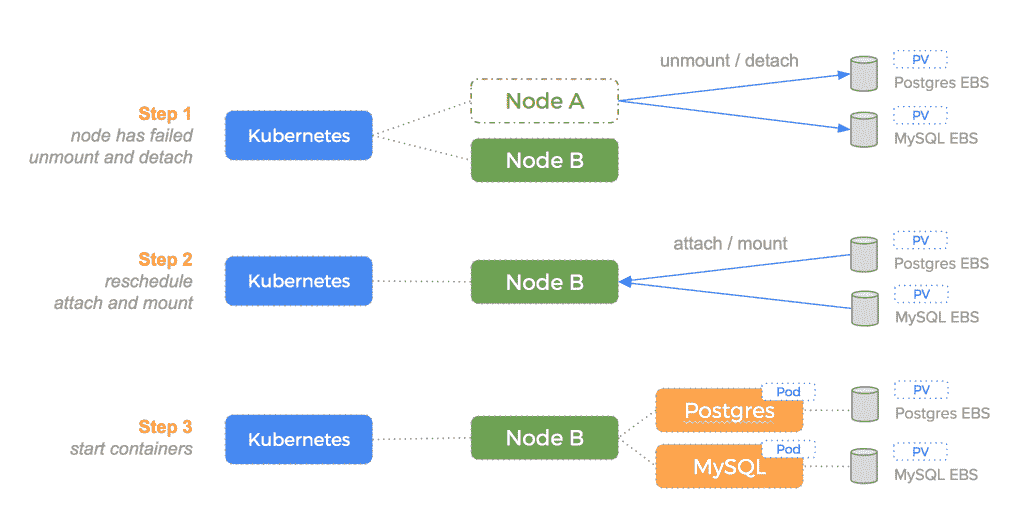 Step 1
node has failed
unmount and detach
Kubernetes
Node A
Node B
unmount / detach
PV
Postgres EBS
PV
MySQL EBS
Step 2
reschedule
attach and mount
Kubernetes
Node B
attach / mount
PV
Postgres EBS
PV
MySQL EBS
Step 3
start containers
Kubernetes
Node B
Pod
Postgres
Pod
MySQL
PV
Postgres EBS
PV
MySQL EBS